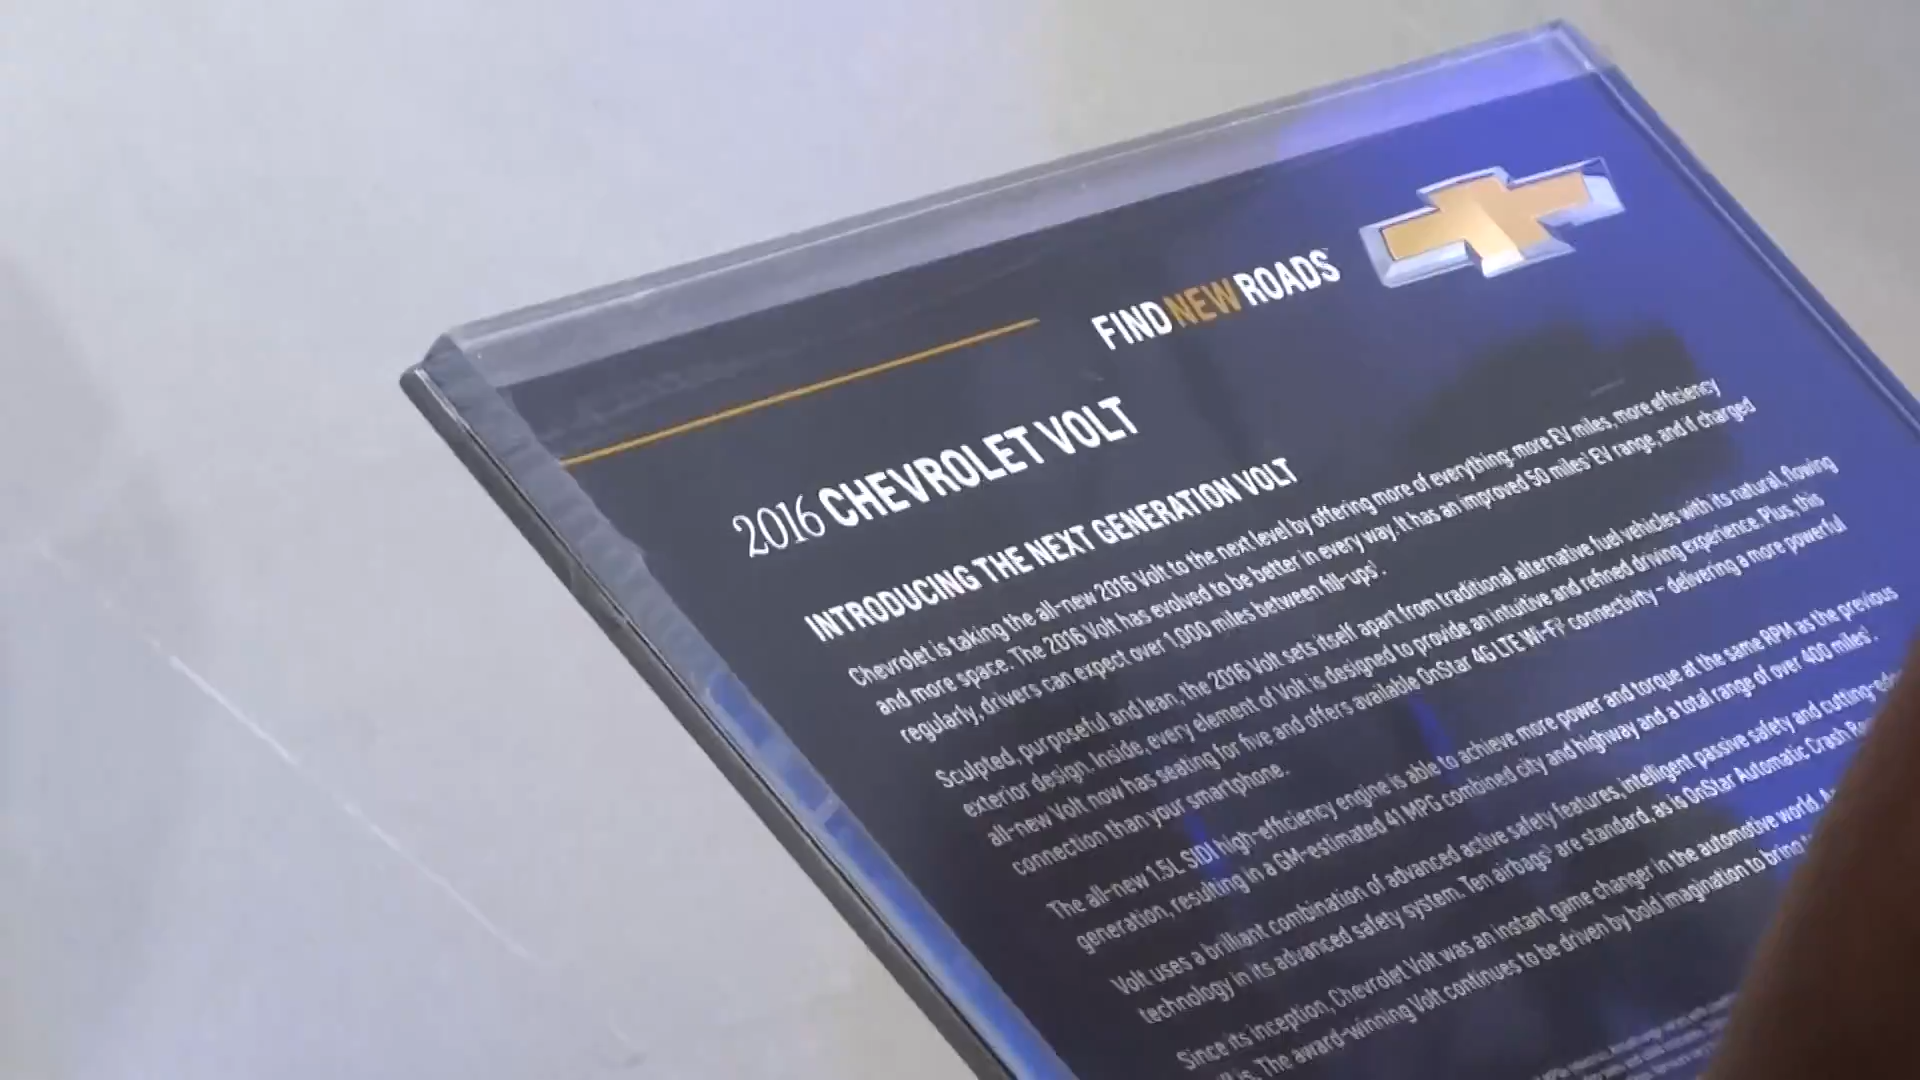 FIND NEW ROADS
2016 CHEVROLET VOLT
INTRODUCING THE NEXT GENERATION VOLT
Chevrolet is taking the all-new 2016 Volt to the next level by offering more of everything: more EV miles, more efficiency
and more space. The 2016 Volt has evolved to be better in every way. It has an improved 50 miles¹ EV range, and if charged
regularly, drivers can expect over 1,000 miles between fill-ups¹.
Sculpted, purposeful and lean, the 2016 Volt sets itself apart from traditional alternative fuel vehicles with its natural, flowing
exterior design. Inside, every element of Volt is designed to provide an intuitive and refined driving experience. Plus, this
all-new Volt now has seating for five and offers available OnStar 4G LTE Wi-Fi² connectivity – delivering a more powerful
connection than your smartphone.
The all-new 1.5L SIDI high-efficiency engine is able to achieve more power and torque at the same RPM as the previous
generation, resulting in a GM-estimated 41 MPG combined city and highway and a total range of over 400 miles¹.
Volt uses a brilliant combination of advanced active safety features, intelligent passive safety and cutting-edge
technology in its advanced safety system. Ten airbags³ are standard, as is OnStar Automatic Crash
Since its inception, Chevrolet Volt was an instant game changer in the automotive world.
is. The award-winning Volt continues to be driven by bold imagination to bring